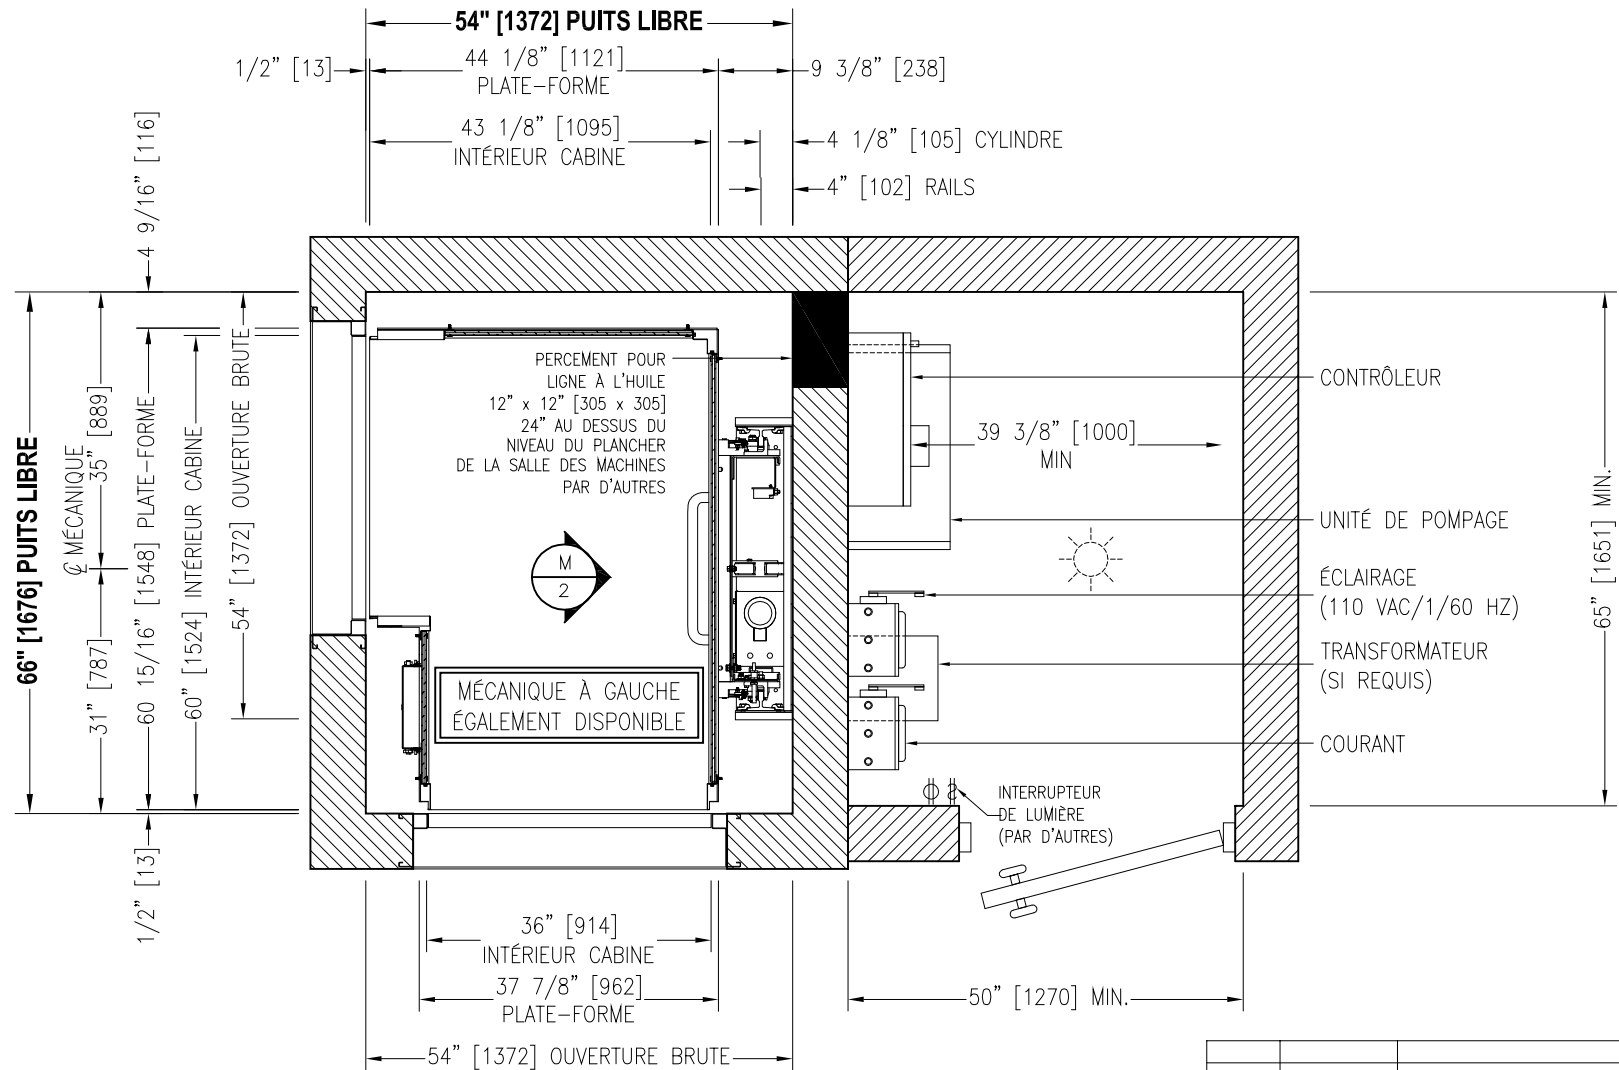 54" [1372] PUITS LIBRE
1/2" [13]
44 1/8" [1121]
PLATE-FORME
9 3/8" [238]
43 1/8" [1095]
INTÉRIEUR CABINE
4 1/8" [105] CYLINDRE
4" [102] RAILS
66" [1676] PUITS LIBRE
℄ MÉCANIQUE
35" [889]
31" [787]
4 9/16" [116]
60 15/16" [1548] PLATE-FORME
1/2" [13]
60" [1524] INTÉRIEUR CABINE
54" [1372] OUVERTURE BRUTE
PERCEMENT POUR
LIGNE À L'HUILE
12" x 12" [305 x 305]
24" AU DESSUS DU
NIVEAU DU PLANCHER
DE LA SALLE DES MACHINES
PAR D'AUTRES
M
2
MÉCANIQUE À GAUCHE
ÉGALEMENT DISPONIBLE
39 3/8" [1000]
MIN
CONTRÔLEUR
UNITÉ DE POMPAGE
ÉCLAIRAGE
(110 VAC/1/60 HZ)
TRANSFORMATEUR
(SI REQUIS)
COURANT
65" [1651] MIN.
INTERRUPTEUR
DE LUMIÈRE
(PAR D'AUTRES)
36" [914]
INTÉRIEUR CABINE
37 7/8" [962]
PLATE-FORME
50" [1270] MIN.
54" [1372] OUVERTURE BRUTE